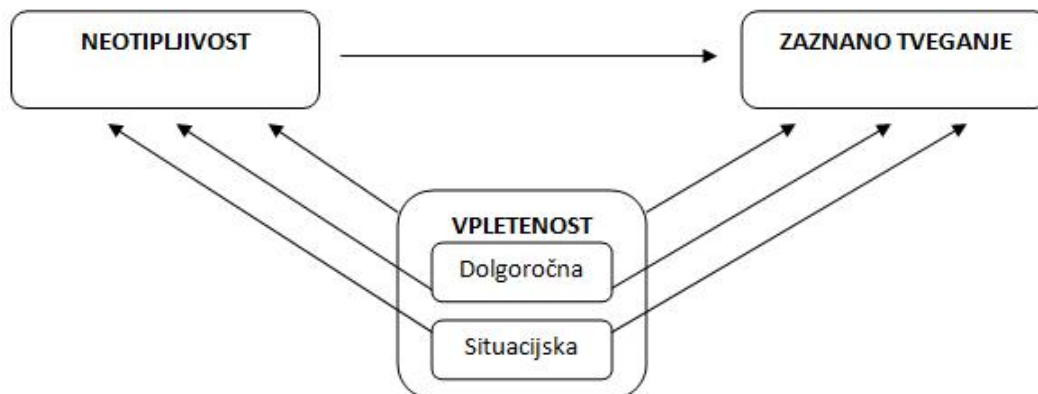 NEOTIPLJIVOST
ZAZNANO TVEGANJE
VPLETENOST
Dolgoročna
Situacijska